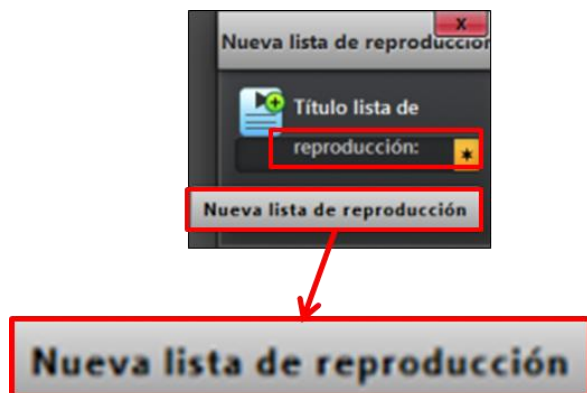 x
Nueva lista de reproducción
Título lista de
reproducción:
*
Nueva lista de reproducción
Nueva lista de reproducción